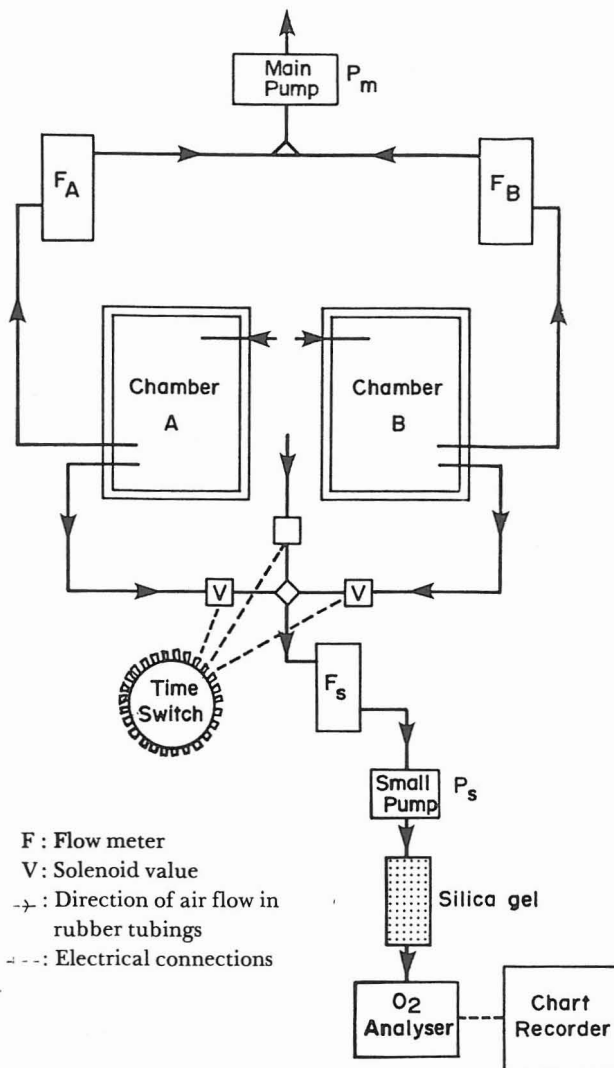 Main
Pump
Pm
FA
FB
Chamber
A
Chamber
B
V
V
Time
Switch
Fs
Small
Pump
Ps
F : Flow meter
V : Solenoid value
: Direction of air flow in
rubber tubings
: Electrical connections
Silica gel
O2
Analyser
Chart
Recorder